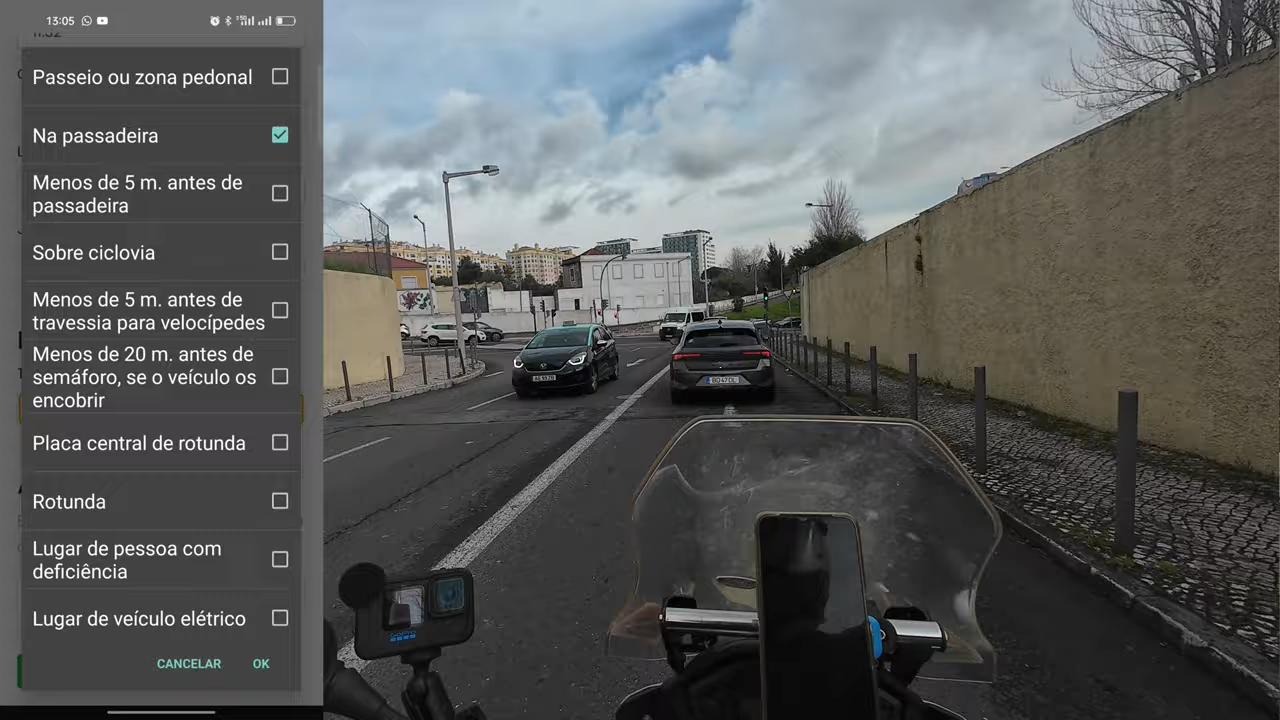 13:05
Passeio ou zona pedonal
Na passadeira
Menos de 5 m. antes de
passadeira
Sobre ciclovia
Menos de 5 m. antes de
travessia para velocípedes
Menos de 20 m. antes de
semáforo, se o veículo os
encobrir
Placa central de rotunda
Rotunda
Lugar de pessoa com
deficiência
Lugar de veículo elétrico
CANCELAR OK
GoPro